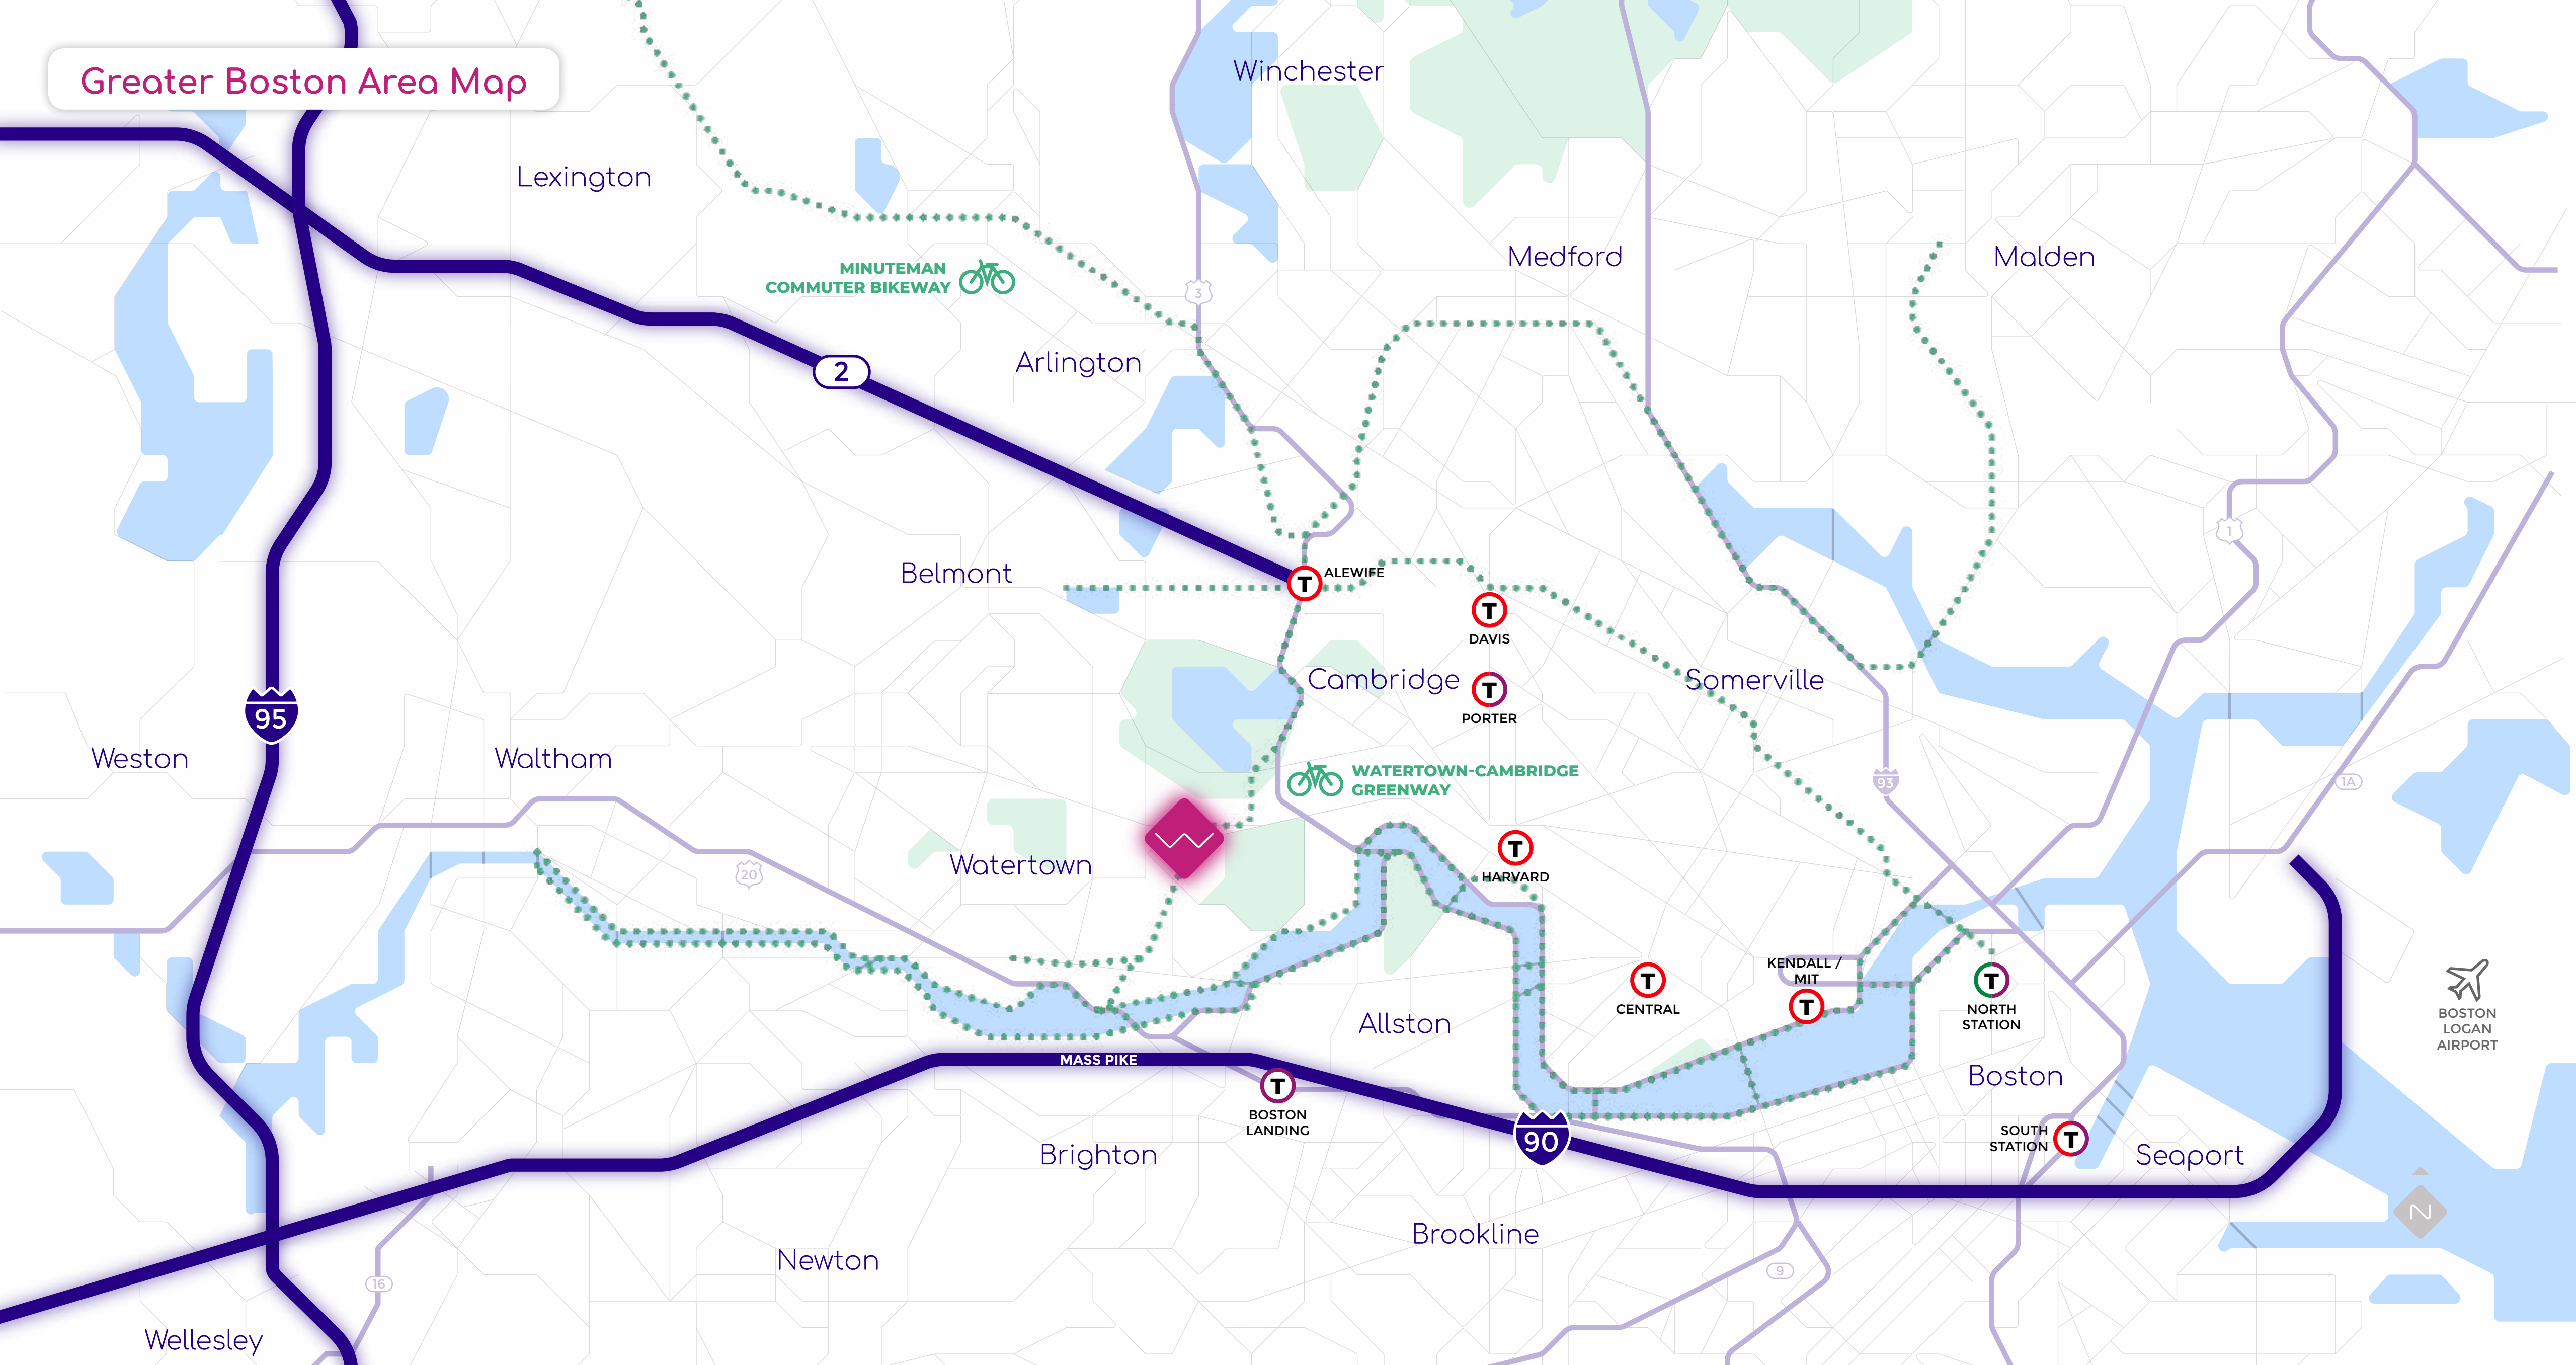 Greater Boston Area Map
Winchester
Lexington
Medford
Malden
MINUTEMAN
COMMUTER BIKEWAY
3
Arlington
2
1
Belmont
ALEWIFE
T
T
DAVIS
Cambridge
Somerville
T
PORTER
95
Weston
Waltham
WATERTOWN-CAMBRIDGE
GREENWAY
93
1A
Watertown
20
T
HARVARD
KENDALL /
MIT
T
T
CENTRAL
T
NORTH
STATION
BOSTON
LOGAN
AIRPORT
Allston
MASS PIKE
Boston
T
BOSTON
LANDING
90
SOUTH
STATION
T
Brighton
Seaport
N
Brookline
Newton
9
16
Wellesley